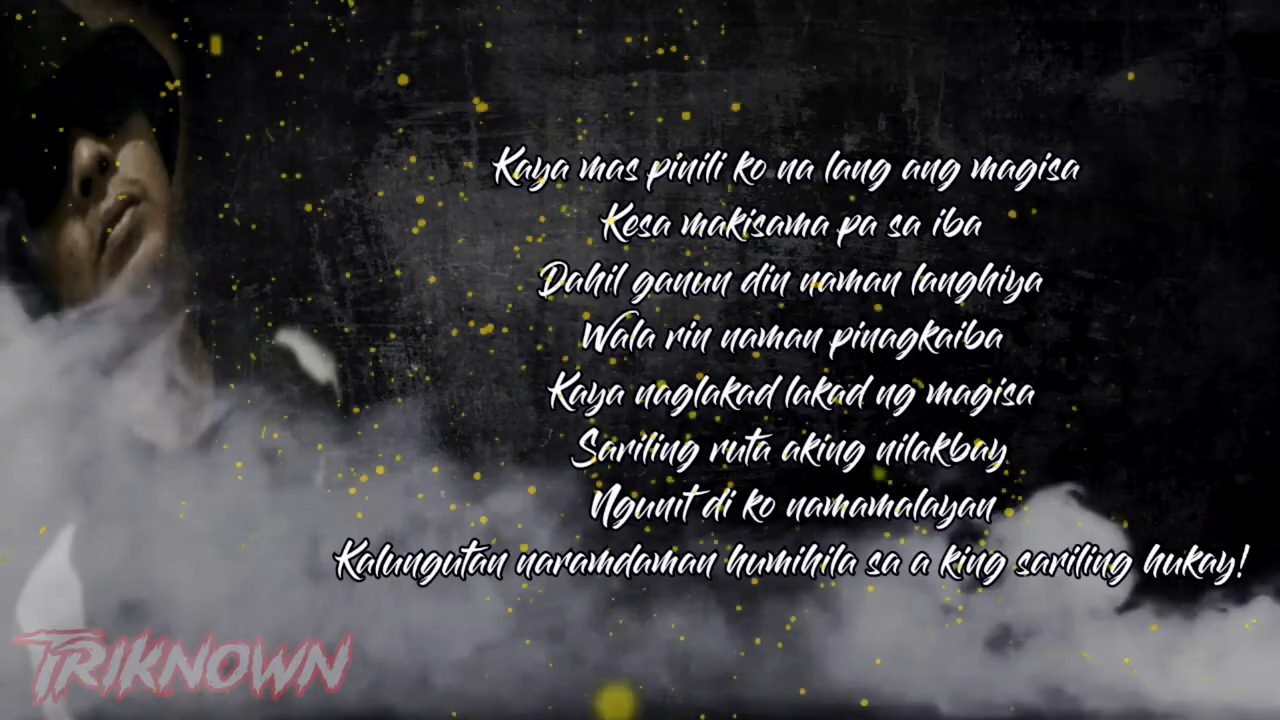 Kaya mas pinili ko na lang ang magisa
Kesa makisama pa sa iba
Dahil ganun din naman langhiya
Wala rin naman pinagkaiba
Kaya naglakad lakad ng magisa
Sariling ruta aking nilakbay
Ngunit di ko namamalayan
Kalungutan naramdaman humihila sa a king sariling hukay!
TRIKNOWN